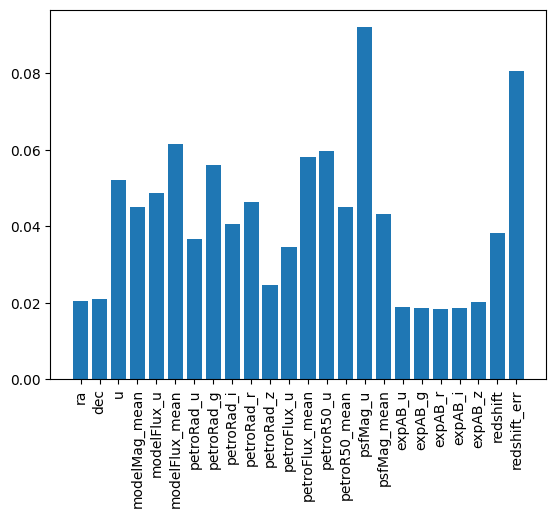 0.08
0.06
0.04
0.02
0.00
ra
dec
u
modelMag_mean
modelFlux_u
modelFlux_mean
petroRad_u
petroRad_g
petroRad_i
petroRad_r
petroRad_z
petroFlux_u
petroFlux_mean
petroR50_u
petroR50_mean
psfMag_u
psfMag_mean
expAB_u
expAB_g
expAB_r
expAB_i
expAB_z
redshift
redshift_err